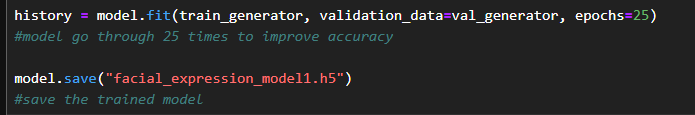 history = model.fit(train_generator, validation_data=val_generator, epochs=25)
#model go through 25 times to improve accuracy
model.save("facial_expression_model1.h5")
#save the trained model